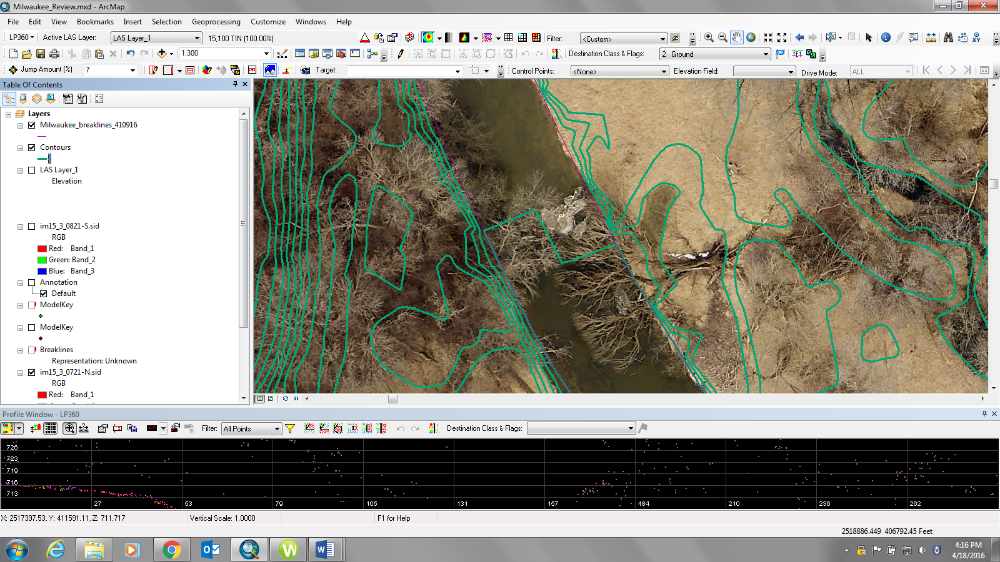 Milwaukee_Review.mxd - ArcMap
File Edit View Bookmarks Insert Selection Geoprocessing Customize Windows Help
LP360 Active LAS Layer: LAS Layer_1 15,100 TIN (100.00%) Filter: <Custom>
1:300 Destination Class & Flags: 2 Ground
Jump Amount (%) 7 Target: Control Points: <None> Elevation Field: Drive Mode: ALL
Table Of Contents
Layers
Milwaukee_breaklines_410916
Contours
LAS Layer_1
Elevation
im15_3_0821-S.sid
RGB
Red: Band_1
Green: Band_2
Blue: Band_3
Annotation
Default
ModelKey
ModelKey
Breaklines
Representation: Unknown
im15_3_0721-N.sid
RGB
Red: Band_1
Profile Window - LP360
Filter: All Points Destination Class & Flags:
726
723
719
716
713
27 53 79 105 131 157 184 210 236 262
X: 2517397.53, Y: 411591.11, Z: 711.717 Vertical Scale: 1.0000 F1 for Help
2518886.449 406792.45 Feet
4:16 PM
4/18/2016